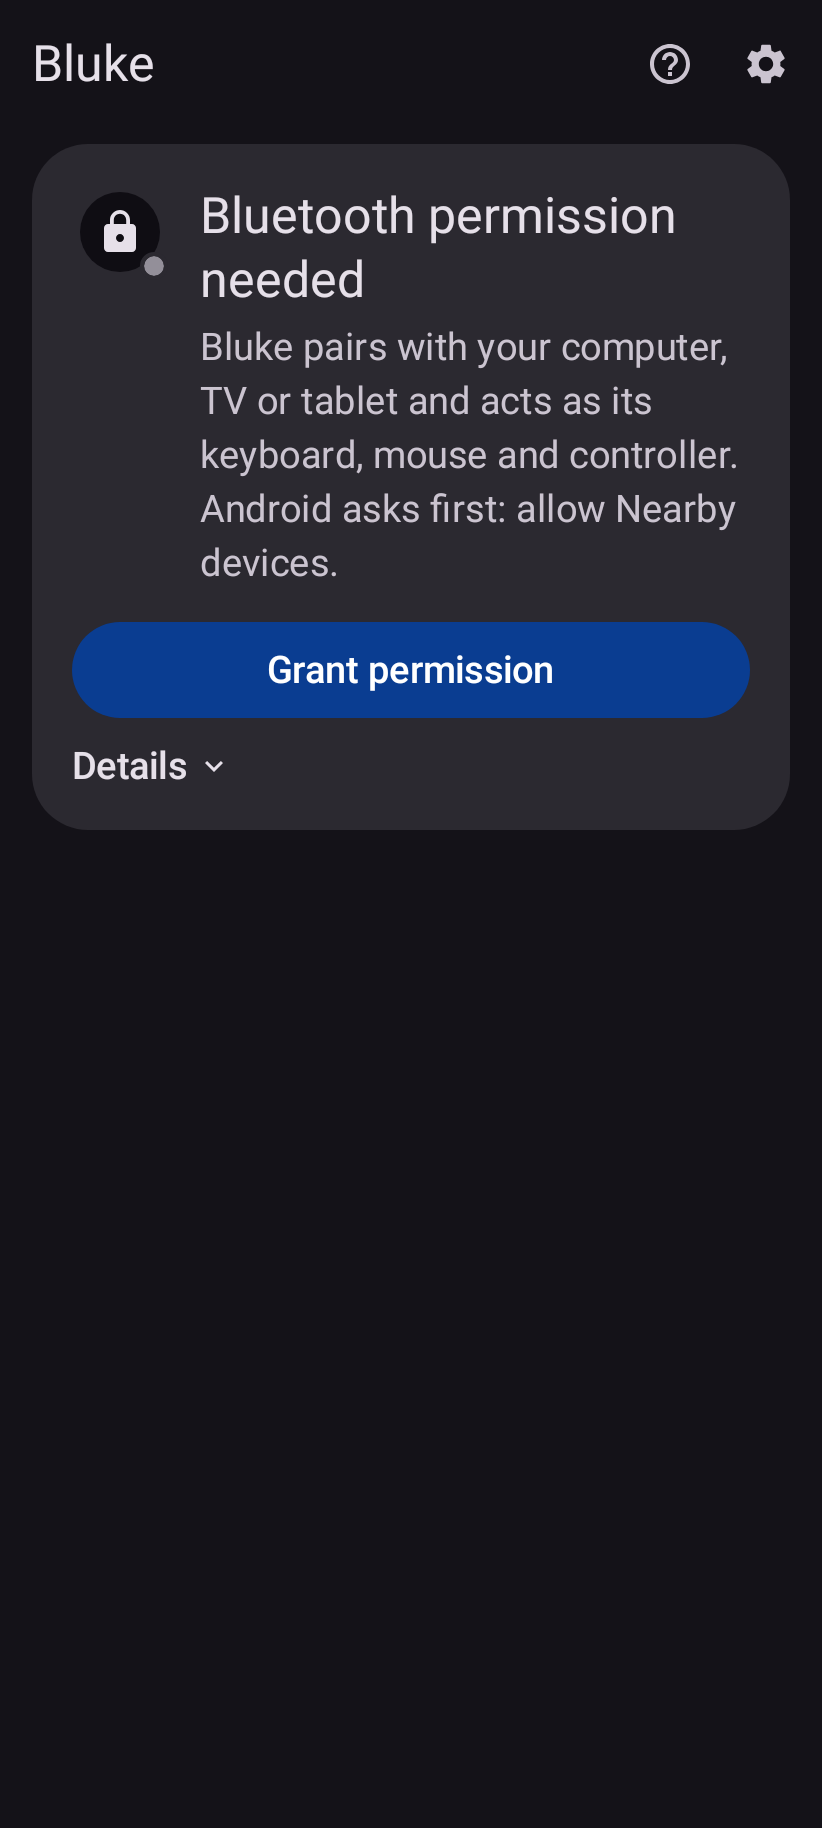 Bluke
Bluetooth permission
needed
Bluke pairs with your computer,
TV or tablet and acts as its
keyboard, mouse and controller.
Android asks first: allow Nearby
devices.
Grant permission
Details